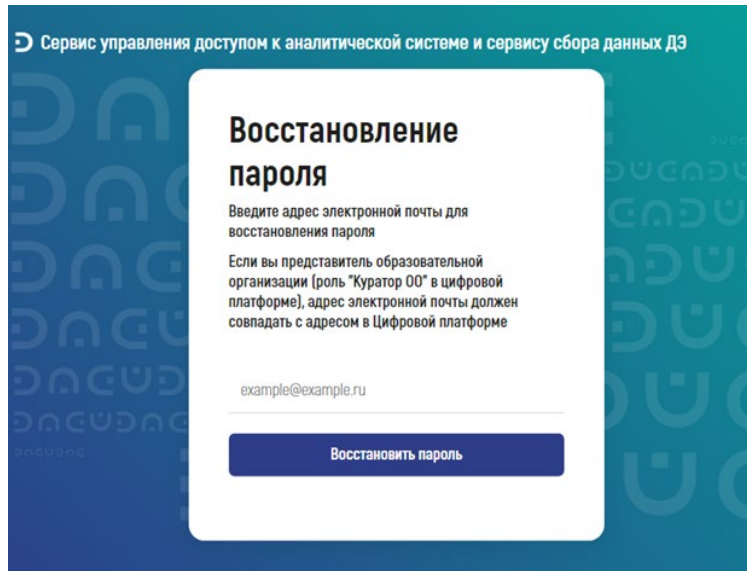 Сервис управления доступом к аналитической системе и сервису сбора данных ДЭ
Восстановление
пароля
Введите адрес электронной почты для
восстановления пароля
Если вы представитель образовательной
организации (роль "Куратор ОО" в цифровой
платформе), адрес электронной почты должен
совпадать с адресом в Цифровой платформе
example@example.ru
Восстановить пароль